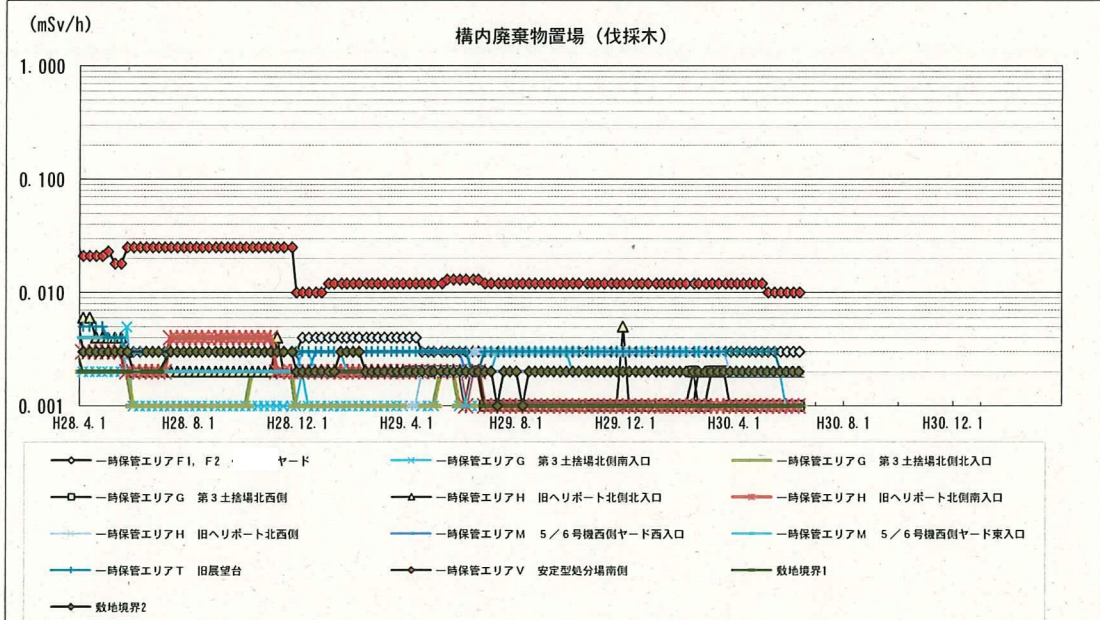 (mSv/h)
構内廃棄物置場（伐採木）
1.000
0.100
0.010
0.001
H28.4.1 H28.8.1 H28.12.1 H29.4.1 H29.8.1 H29.12.1 H30.4.1 H30.8.1 H30.12.1
一時保管エリアF1, F2 ヤード
一時保管エリアG 第3土捨場北側南入口
一時保管エリアG 第3土捨場北側北入口
一時保管エリアG 第3土捨場北西側
一時保管エリアH 旧ヘリポート北側北入口
一時保管エリアH 旧ヘリポート北側南入口
一時保管エリアH 旧ヘリポート北西側
一時保管エリアM 5／6号機西側ヤード西入口
一時保管エリアM 5／6号機西側ヤード東入口
一時保管エリアT 旧展望台
一時保管エリアV 安定型処分場南側
敷地境界1
敷地境界2